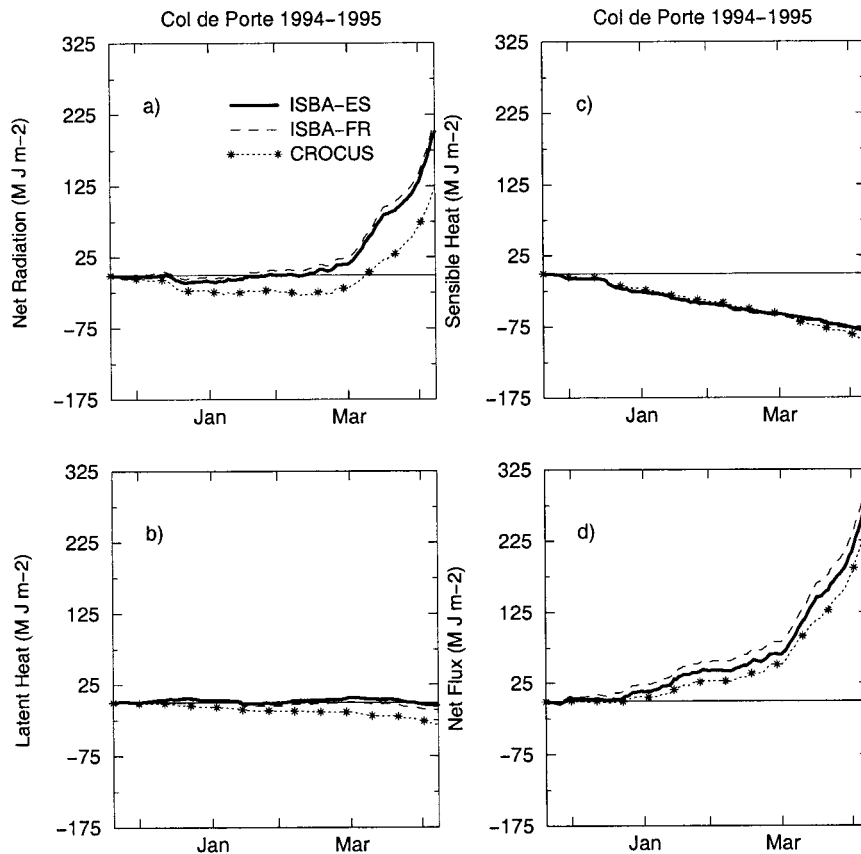 Col de Porte 1994-1995
325
225
125
25
-75
-175
Net Radiation (M J m-2)
a)
ISBA-ES
ISBA-FR
CROCUS
Jan
Mar
Col de Porte 1994-1995
325
225
125
25
-75
-175
Sensible Heat (M J m-2)
c)
Jan
Mar
325
225
125
25
-75
-175
Latent Heat (M J m-2)
b)
Jan
Mar
325
225
125
25
-75
-175
Net Flux (M J m-2)
d)
Jan
Mar